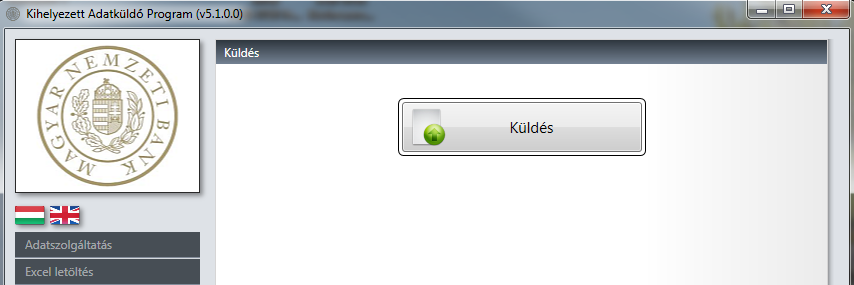 Kihelyezett Adatküldő Program (v5.1.0.0)
Küldés
MAGYAR NEMZETI BANK
Küldés
Adatszolgáltatás
Excel letöltés